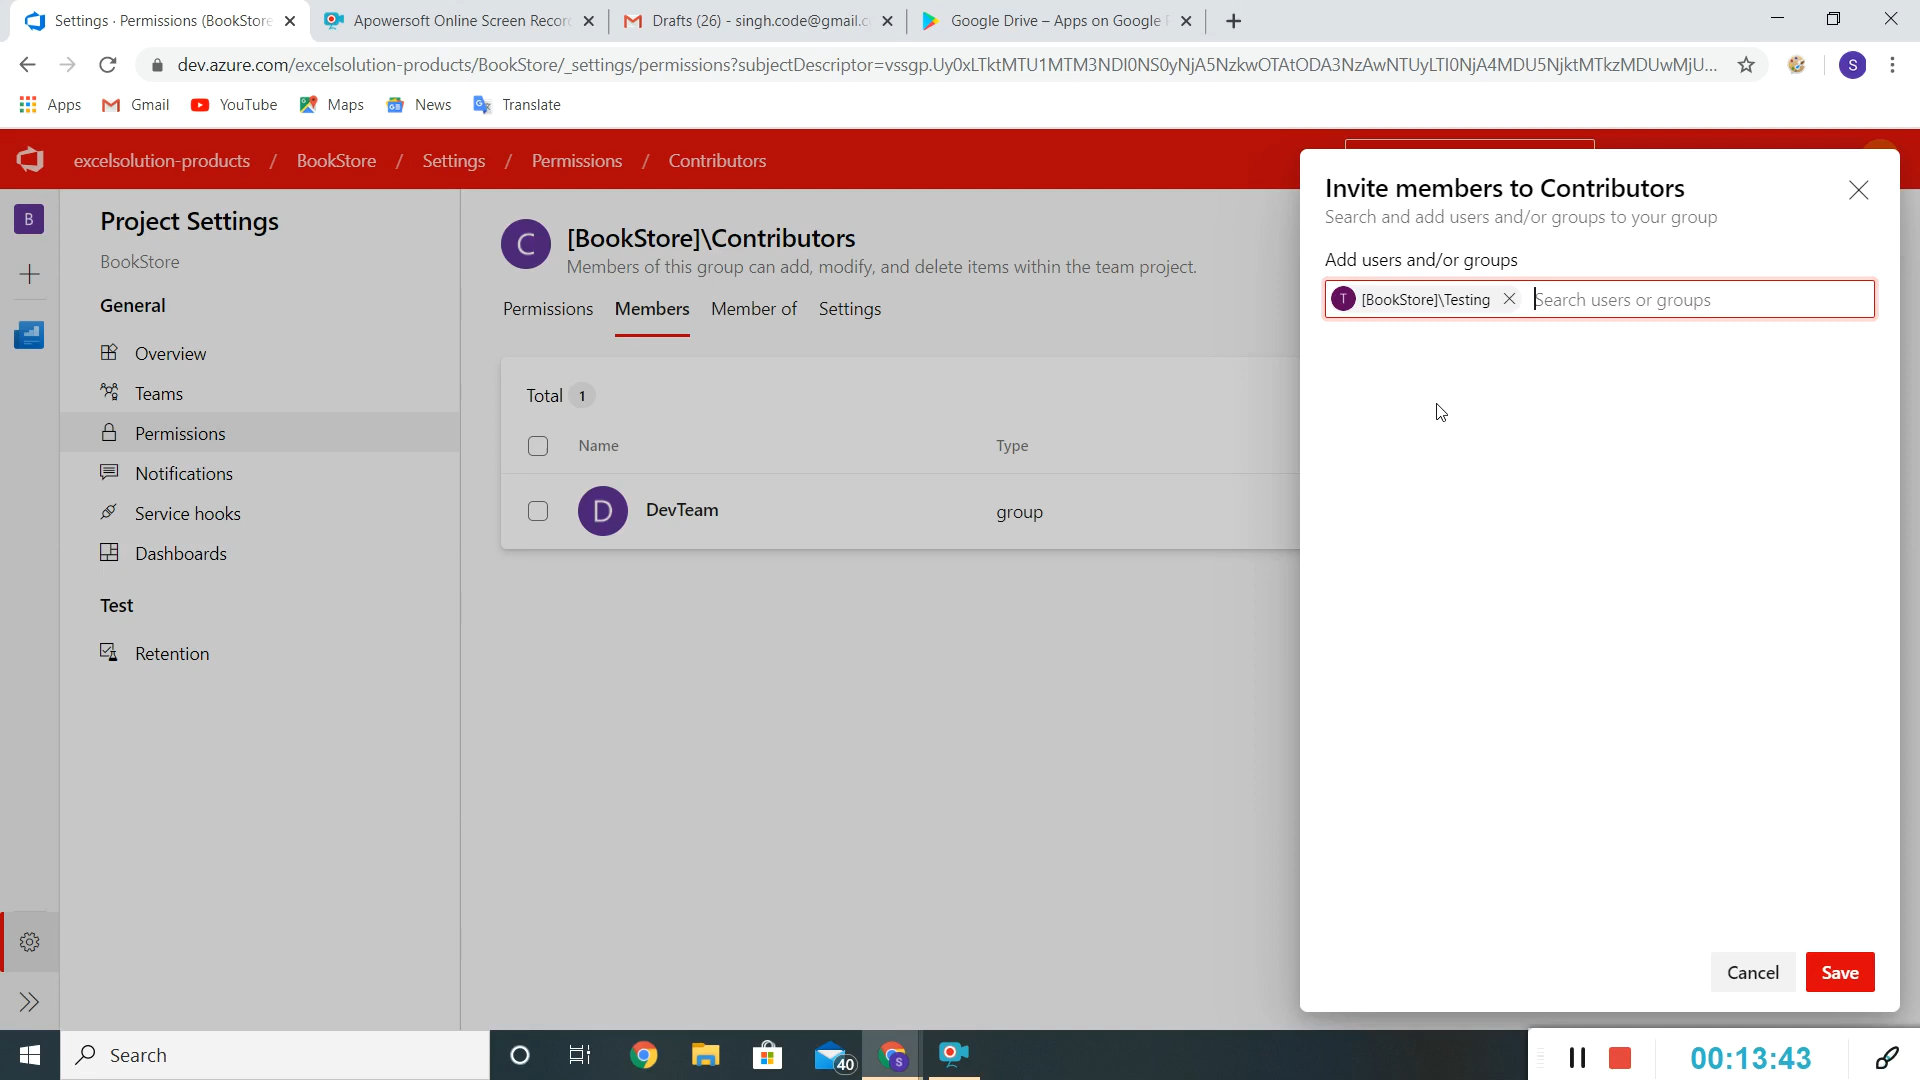 Settings · Permissions (BookStore
Apowersoft Online Screen Recor
Drafts (26) - singh.code@gmail.c
Google Drive – Apps on Google P
dev.azure.com/excelsolution-products/BookStore/_settings/permissions?subjectDescriptor=vssgp.Uy0xLTktMTU1MTM3NDI0NS0yNjA5NzkwOTAtODA3NzAwNTUyLTI0NjA4MDU5NjktMTkzMDUwMjU...
S
Apps
Gmail
YouTube
Maps
News
Translate
excelsolution-products / BookStore / Settings / Permissions / Contributors
B
Project Settings
BookStore
General
Overview
Teams
Permissions
Notifications
Service hooks
Dashboards
Test
Retention
C
[BookStore]\Contributors
Members of this group can add, modify, and delete items within the team project.
Permissions Members Member of Settings
Total 1
Name Type
D DevTeam group
Invite members to Contributors
Search and add users and/or groups to your group
Add users and/or groups
T [BookStore]\Testing Search users or groups
Cancel Save
Search
40
S
00:13:43